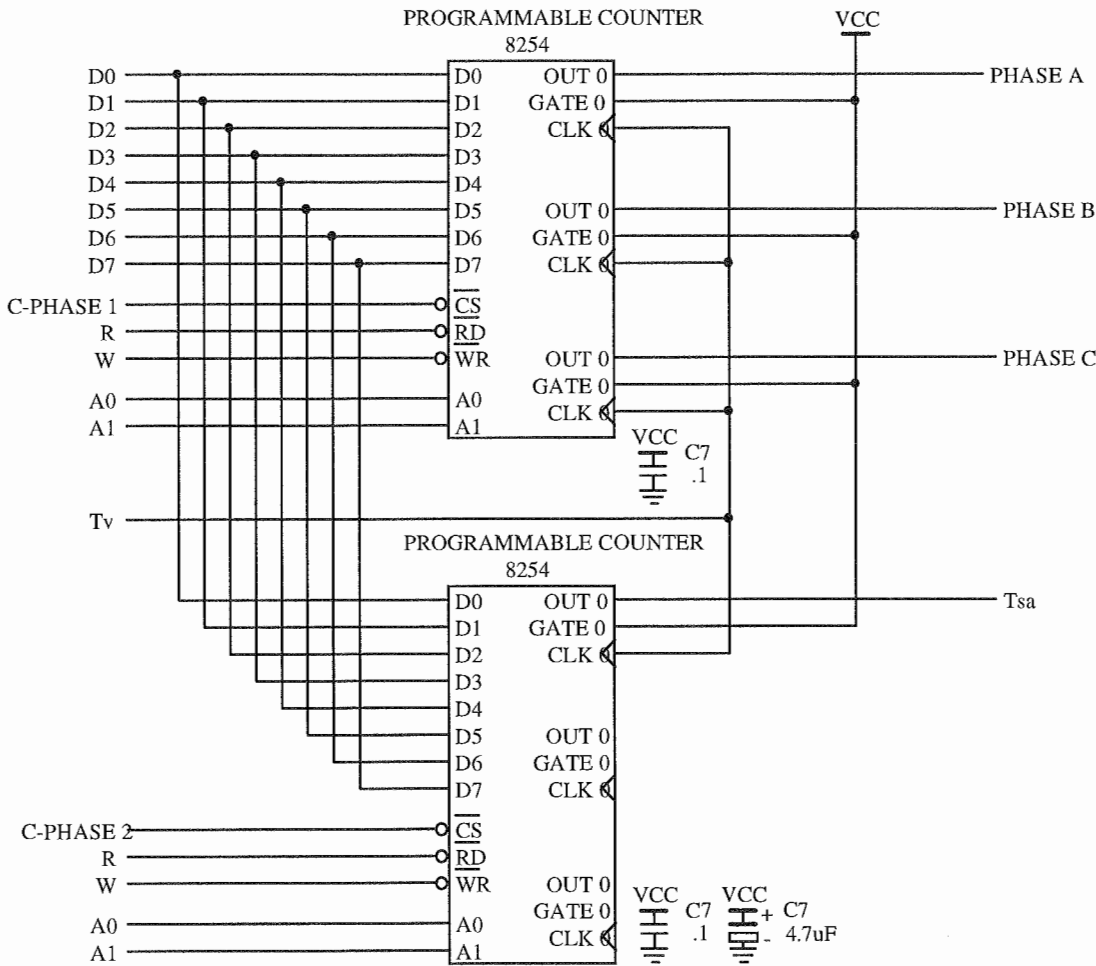 PROGRAMMABLE COUNTER
8254
VCC
D0 D0 OUT 0 PHASE A
D1 D1 GATE 0
D2 D2 CLK 0
D3 D3
D4 D4
D5 D5 OUT 0 PHASE B
D6 D6 GATE 0
D7 D7 CLK 0
C-PHASE 1 CS
R RD
W WR OUT 0 PHASE C
GATE 0
A0 A0 CLK 0
A1 A1
VCC C7
.1
Tv
PROGRAMMABLE COUNTER
8254
D0 OUT 0 Tsa
D1 GATE 0
D2 CLK 0
D3
D4
D5 OUT 0
D6 GATE 0
D7 CLK 0
C-PHASE 2 CS
R RD
W WR OUT 0
GATE 0
A0 A0 CLK 0
A1 A1
VCC C7 VCC + C7
.1 - 4.7uF